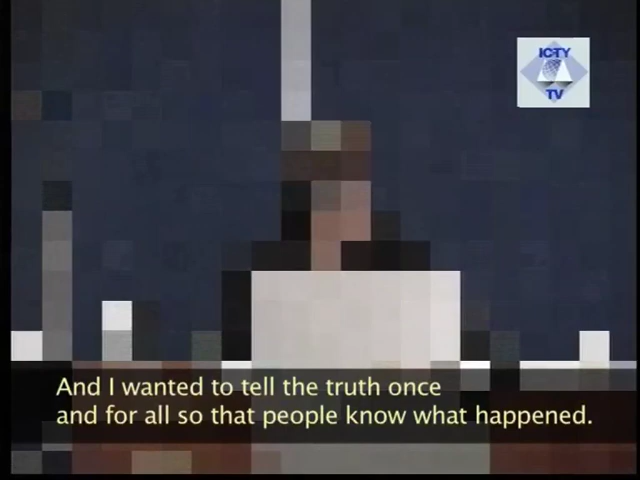 ICTY
TV
And I wanted to tell the truth once
and for all so that people know what happened.